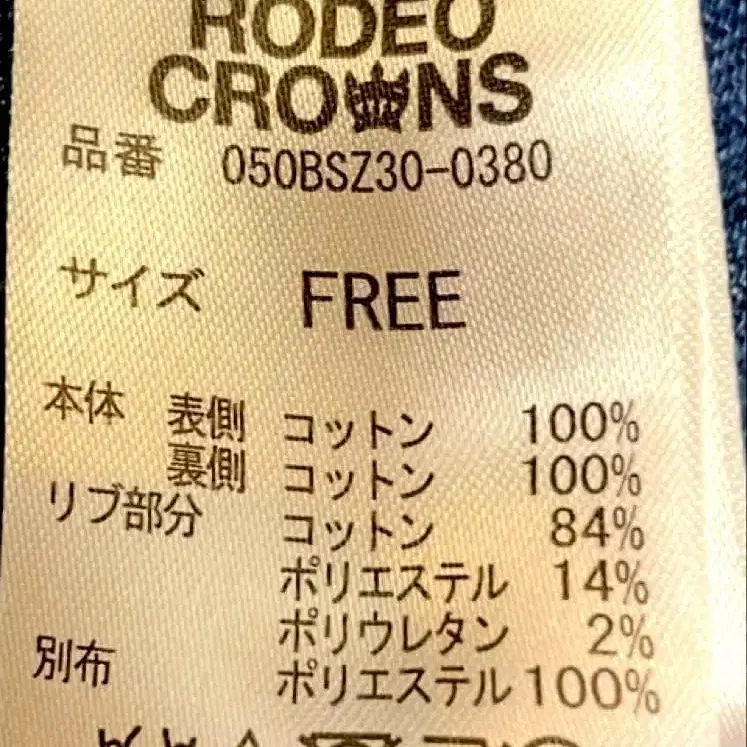 RODEO
CROWNS
品番 050BSZ30-0380
サイズ FREE
本体 表側 コットン 100%
裏側 コットン 100%
リブ部分 コットン 84%
ポリエステル 14%
ポリウレタン 2%
別布 ポリエステル 100%